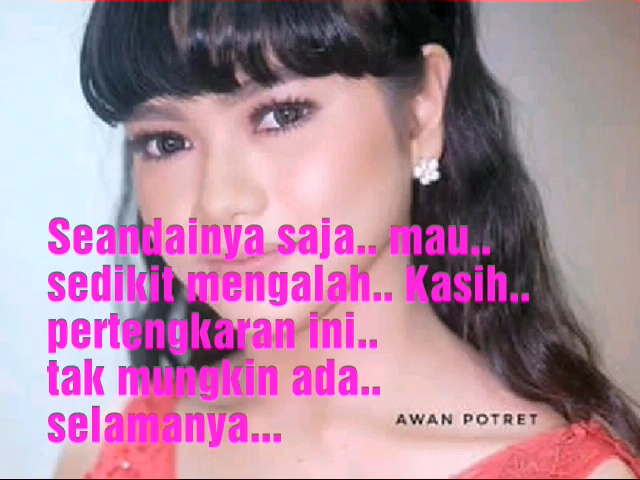 Seandainya saja.. mau..
sedikit mengalah.. Kasih..
pertengkaran ini..
tak mungkin ada..
selamanya...
AWAN POTRET